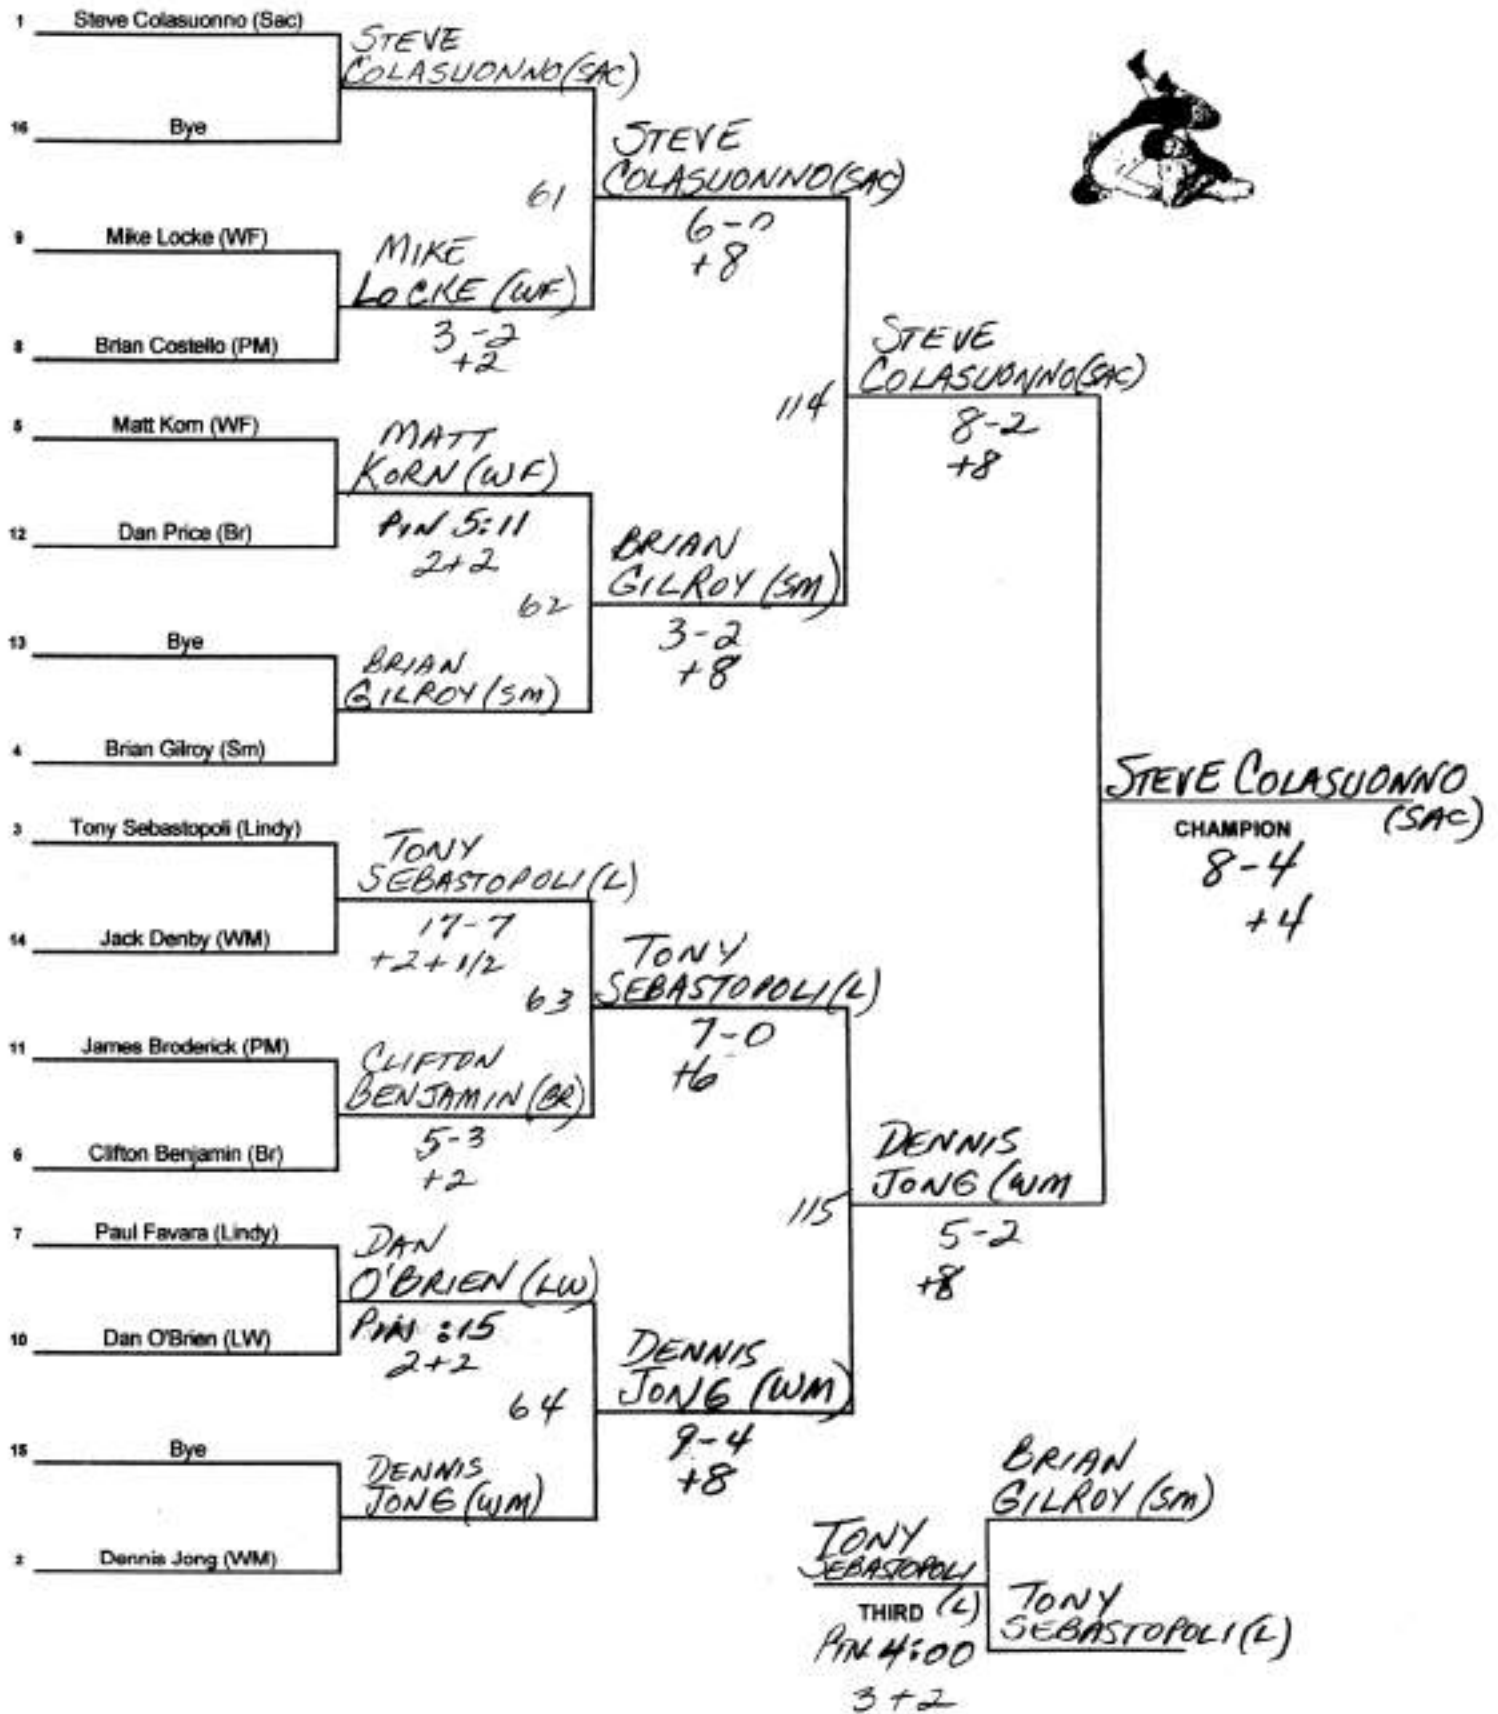 1 Steve Colasuonno (Sac)
STEVE
COLASUONNO (SAC)
16 Bye
STEVE
COLASUONNO (SAC)
61
6-0
+8
9 Mike Locke (WF)
MIKE
LOCKE (WF)
3-2
+2
8 Brian Costello (PM)
STEVE
COLASUONNO (SAC)
114
8-2
+8
5 Matt Korn (WF)
MATT
KORN (WF)
PIN 5:11
2+2
12 Dan Price (Br)
BRIAN
GILROY (SM)
62
3-2
+8
13 Bye
BRIAN
GILROY (SM)
4 Brian Gilroy (Sm)
STEVE COLASUONNO
(SAC)
CHAMPION
8-4
+4
3 Tony Sebastopoli (Lindy)
TONY
SEBASTOPOLI (L)
17-7
+2+1/2
14 Jack Denby (WM)
TONY
SEBASTOPOLI (L)
63
7-0
+6
11 James Broderick (PM)
CLIFTON
BENJAMIN (BR)
5-3
+2
6 Clifton Benjamin (Br)
DENNIS
JONG (WM
115
5-2
+8
7 Paul Favara (Lindy)
DAN
O'BRIEN (LW)
PIN :15
2+2
10 Dan O'Brien (LW)
DENNIS
JONG (WM)
64
9-4
+8
15 Bye
DENNIS
JONG (WM)
2 Dennis Jong (WM)
BRIAN
GILROY (SM)
TONY
SEBASTOPOLI
(L)
THIRD
PIN 4:00
3+2
TONY
SEBASTOPOLI (L)